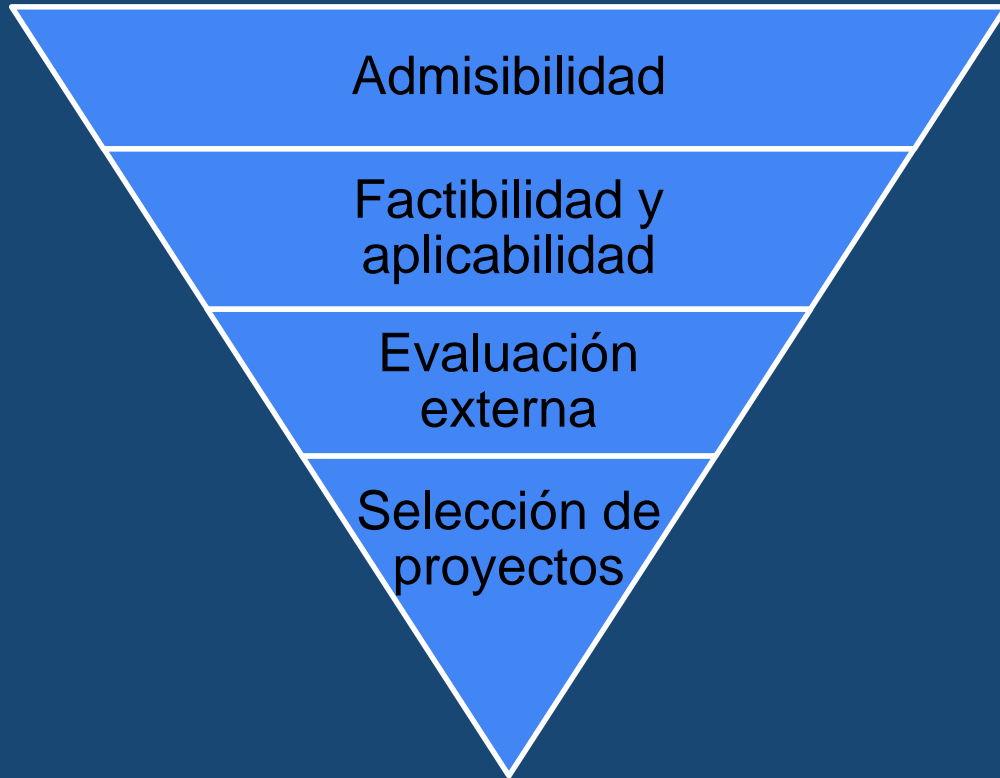 Admisibilidad
Factibilidad y
aplicabilidad
Evaluación
externa
Selección de
proyectos